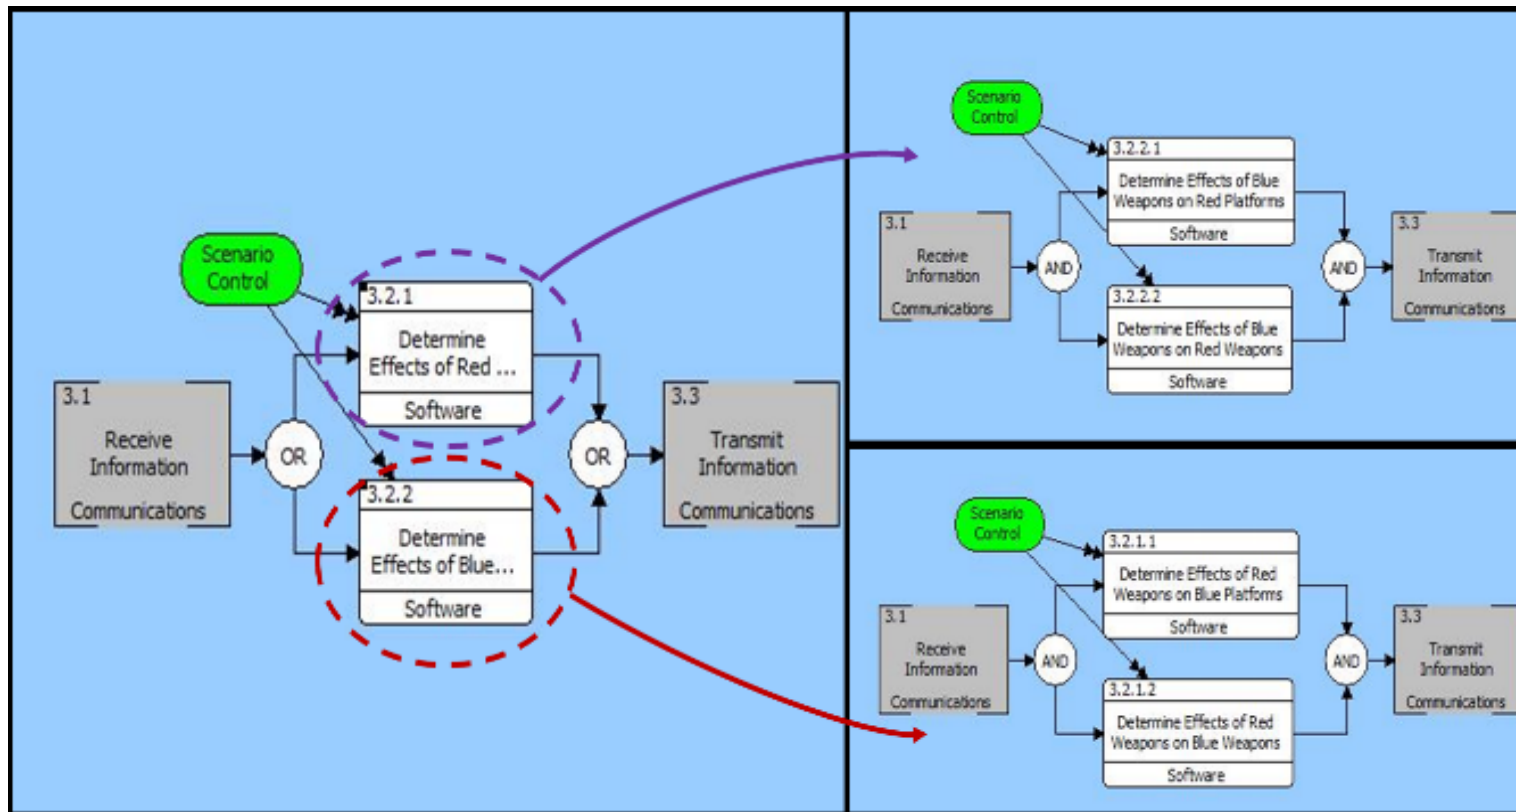 Scenario
Control
3.2.1
Determine
Effects of Red ...
Software
3.1
Receive
Information
Communications
OR
OR
3.3
Transmit
Information
Communications
3.2.2
Determine
Effects of Blue...
Software
Scenario
Control
3.2.2.1
Determine Effects of Blue
Weapons on Red Platforms
Software
3.1
Receive
Information
Communications
AND
AND
3.3
Transmit
Information
Communications
3.2.2.2
Determine Effects of Blue
Weapons on Red Weapons
Software
Scenario
Control
3.2.1.1
Determine Effects of Red
Weapons on Blue Platforms
Software
3.1
Receive
Information
Communications
AND
AND
3.3
Transmit
Information
Communications
3.2.1.2
Determine Effects of Red
Weapons on Blue Weapons
Software